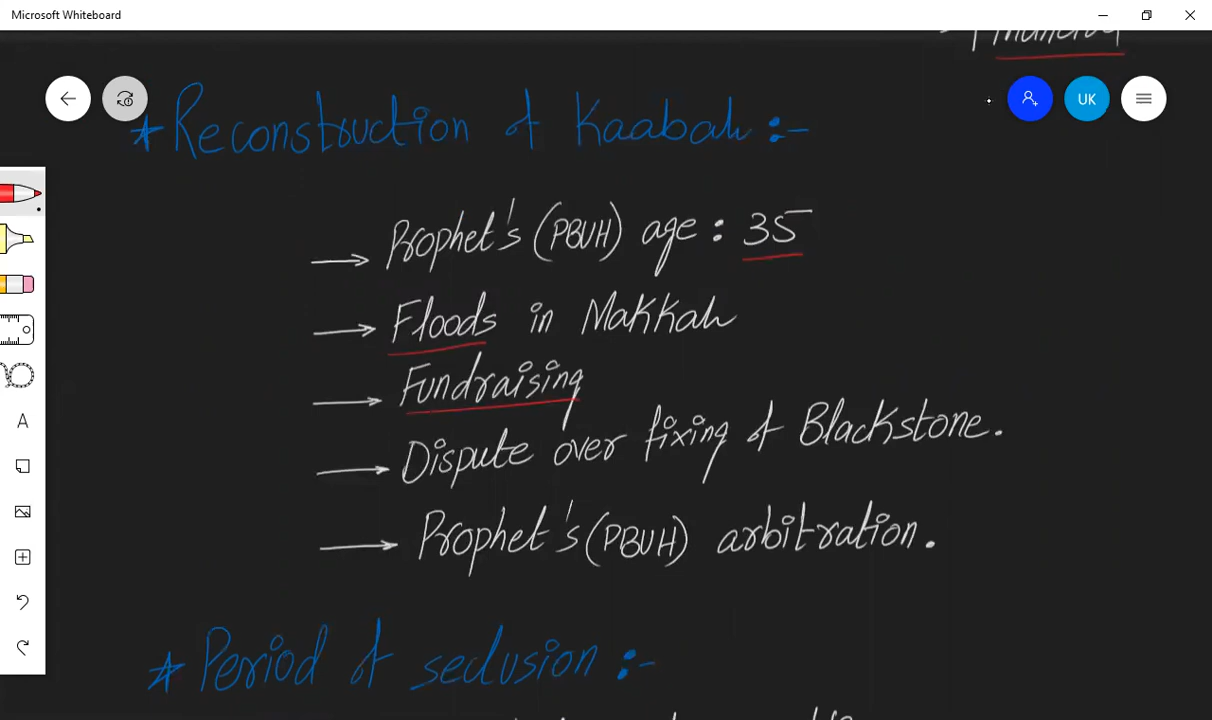 Microsoft Whiteboard
- Financial
UK
* Reconstruction of Kaabah :-
→ Prophet's (PBUH) age : 35
→ Floods in Makkah
→ Fundraising
→ Dispute over fixing of Blackstone.
→ Prophet's (PBUH) arbitration.
A
* Period of seclusion :-